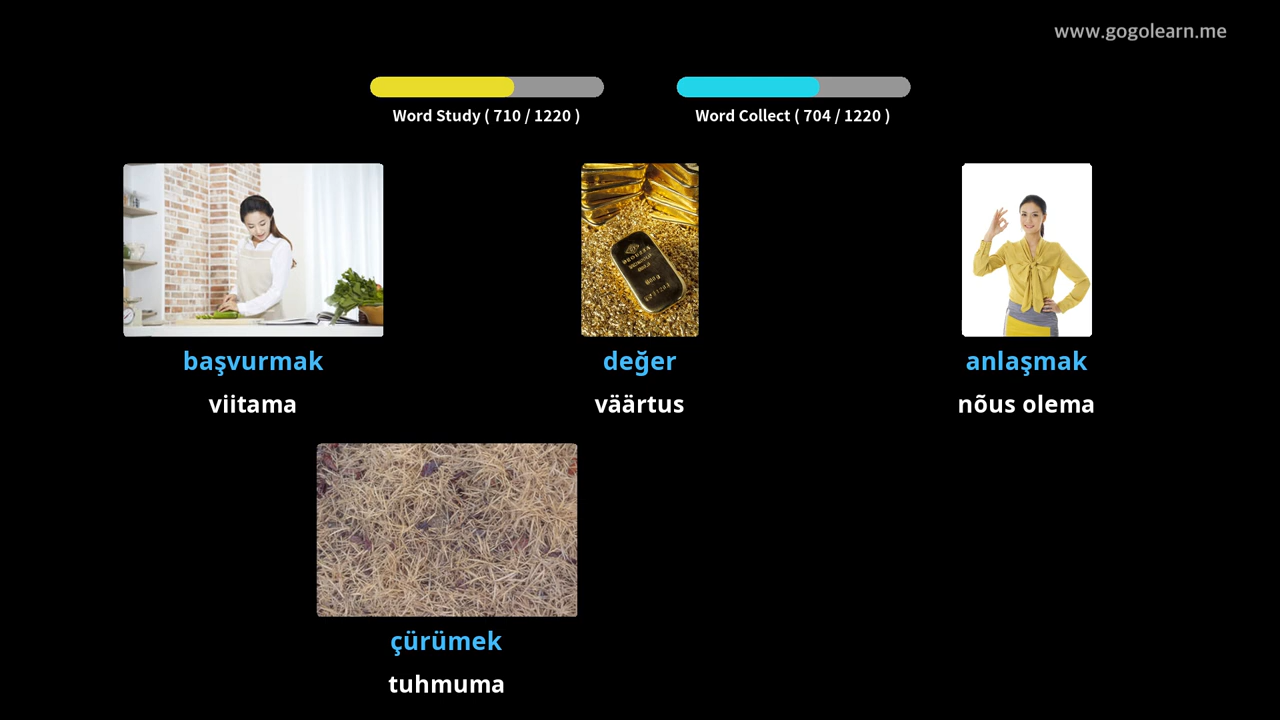 www.gogolearn.me
Word Study ( 710 / 1220 )
Word Collect ( 704 / 1220 )
başvurmak
değer
anlaşmak
viitama
väärtus
nõus olema
çürümek
tuhmuma